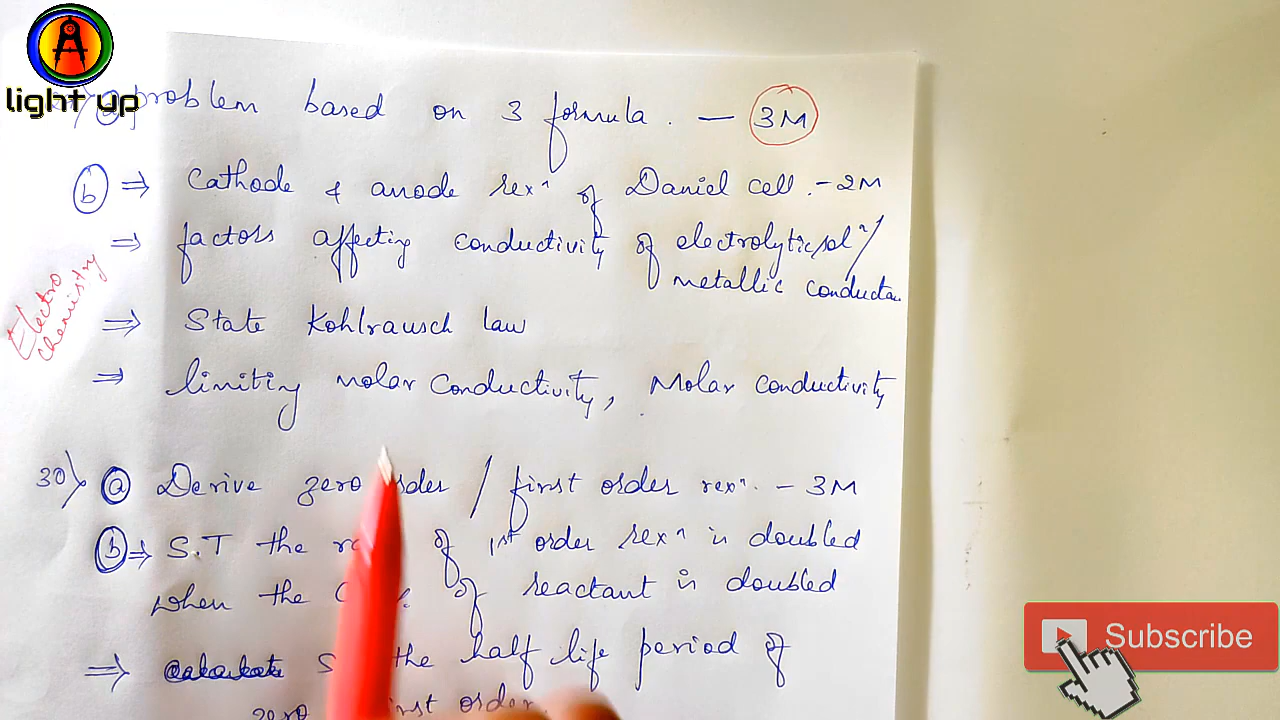 light up
a] problem based on 3 formula. — 3M
b ⇒ Cathode & anode rexⁿ of Daniel cell. - 2M
⇒ factors affecting conductivity of electrolytic solⁿ/
metallic conducta
Electro
chemistry
⇒ State Kohlrausch law
⇒ limiting molar conductivity, Molar conductivity
30) a Derive zero order / first order rexⁿ. - 3M
b ⇒ S.T the of 1st order rexⁿ is doubled
when the of reactant is doubled
Subscribe
⇒ the half life period of
zero first order.